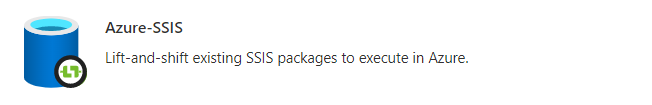 Azure-SSIS
Lift-and-shift existing SSIS packages to execute in Azure.